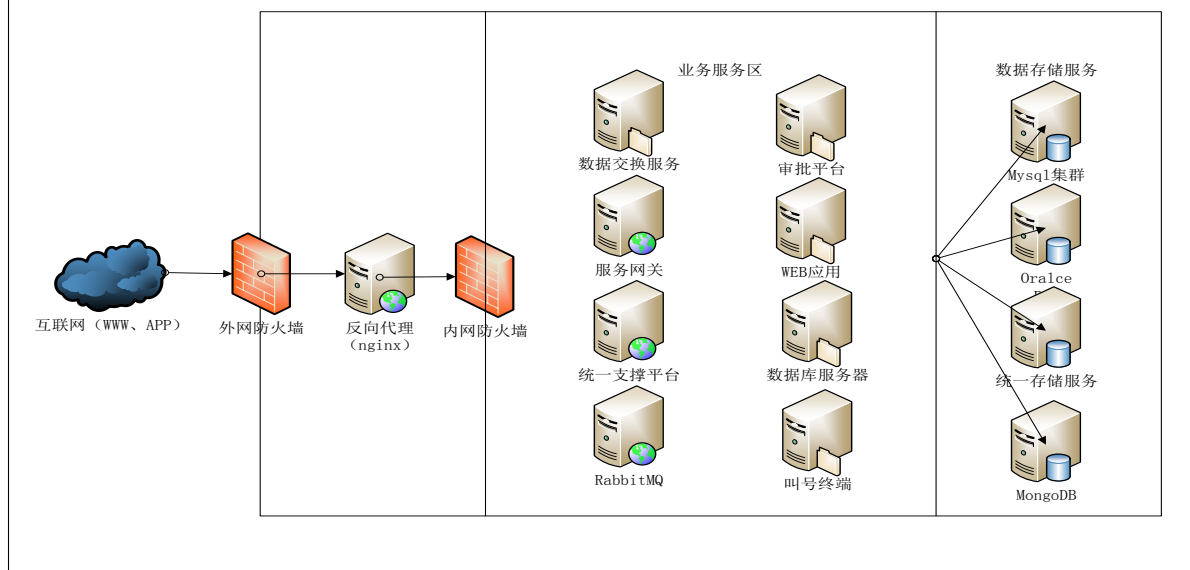 业务服务区
数据存储服务
数据交换服务
审批平台
Mysql集群
服务网关
WEB应用
Oralce
互联网（WWW、APP）
外网防火墙
反向代理
（nginx）
内网防火墙
统一支撑平台
数据库服务器
统一存储服务
RabbitMQ
叫号终端
MongoDB